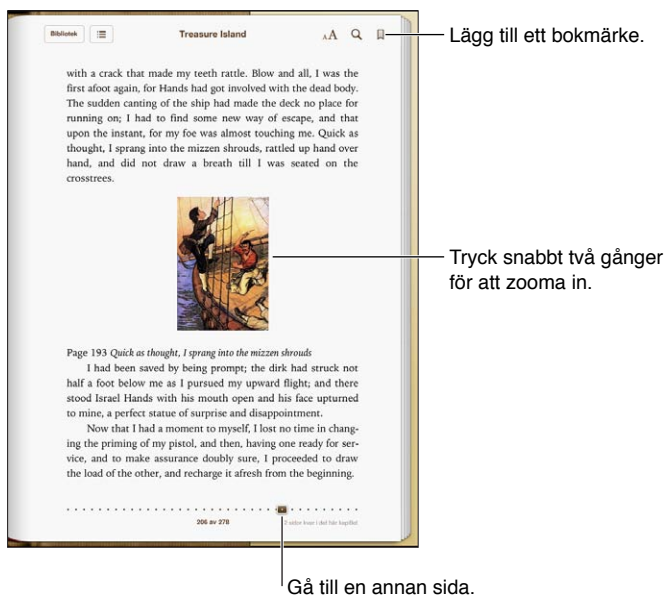 Bibliotek
Treasure Island
AA
Lägg till ett bokmärke.
with a crack that made my teeth rattle. Blow and all, I was the
first afoot again, for Hands had got involved with the dead body.
The sudden canting of the ship had made the deck no place for
running on; I had to find some new way of escape, and that
upon the instant, for my foe was almost touching me. Quick as
thought, I sprang into the mizzen shrouds, rattled up hand over
hand, and did not draw a breath till I was seated on the
crosstrees.
Tryck snabbt två gånger
för att zooma in.
Page 193 Quick as thought, I sprang into the mizzen shrouds
I had been saved by being prompt; the dirk had struck not
half a foot below me as I pursued my upward flight; and there
stood Israel Hands with his mouth open and his face upturned
to mine, a perfect statue of surprise and disappointment.
Now that I had a moment to myself, I lost no time in chang-
ing the priming of my pistol, and then, having one ready for ser-
vice, and to make assurance doubly sure, I proceeded to draw
the load of the other, and recharge it afresh from the beginning.
206 av 278
2 sidor kvar i det här kapitlet
Gå till en annan sida.